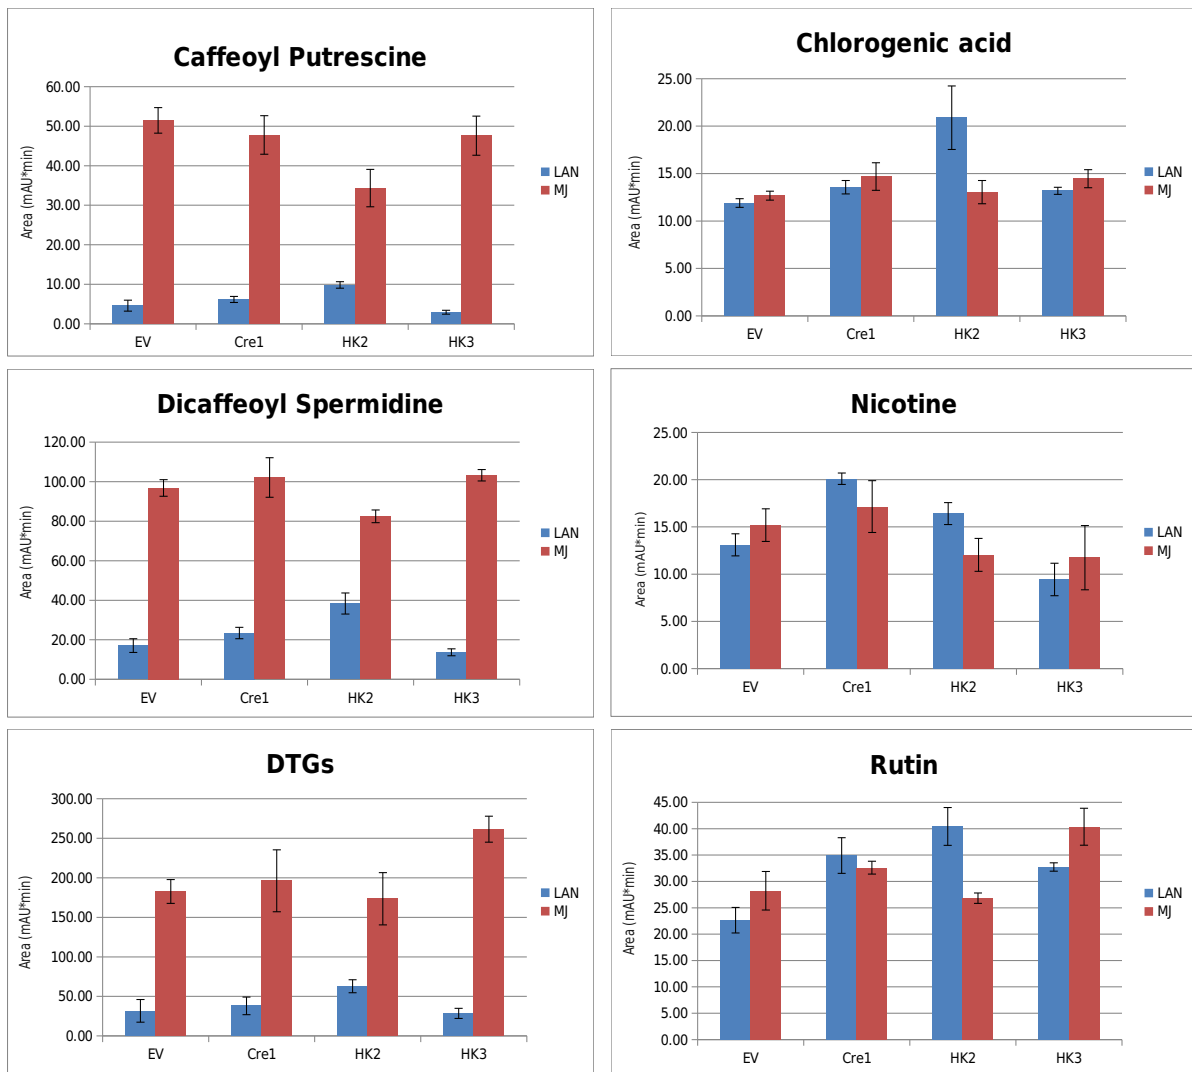 Caffeoyl Putrescine
60.00
50.00
40.00
30.00
20.00
10.00
0.00
Area (mAU*min)
EV Cre1 HK2 HK3
LAN
MJ
Chlorogenic acid
25.00
20.00
15.00
10.00
5.00
0.00
Area (mAU*min)
EV Cre1 HK2 HK3
LAN
MJ
Dicaffeoyl Spermidine
120.00
100.00
80.00
60.00
40.00
20.00
0.00
Area (mAU*min)
EV Cre1 HK2 HK3
LAN
MJ
Nicotine
25.00
20.00
15.00
10.00
5.00
0.00
Area (mAU*min)
EV Cre1 HK2 HK3
LAN
MJ
DTGs
300.00
250.00
200.00
150.00
100.00
50.00
0.00
Area (mAU*min)
EV Cre1 HK2 HK3
LAN
MJ
Rutin
45.00
40.00
35.00
30.00
25.00
20.00
15.00
10.00
5.00
0.00
Area (mAU*min)
EV Cre1 HK2 HK3
LAN
MJ